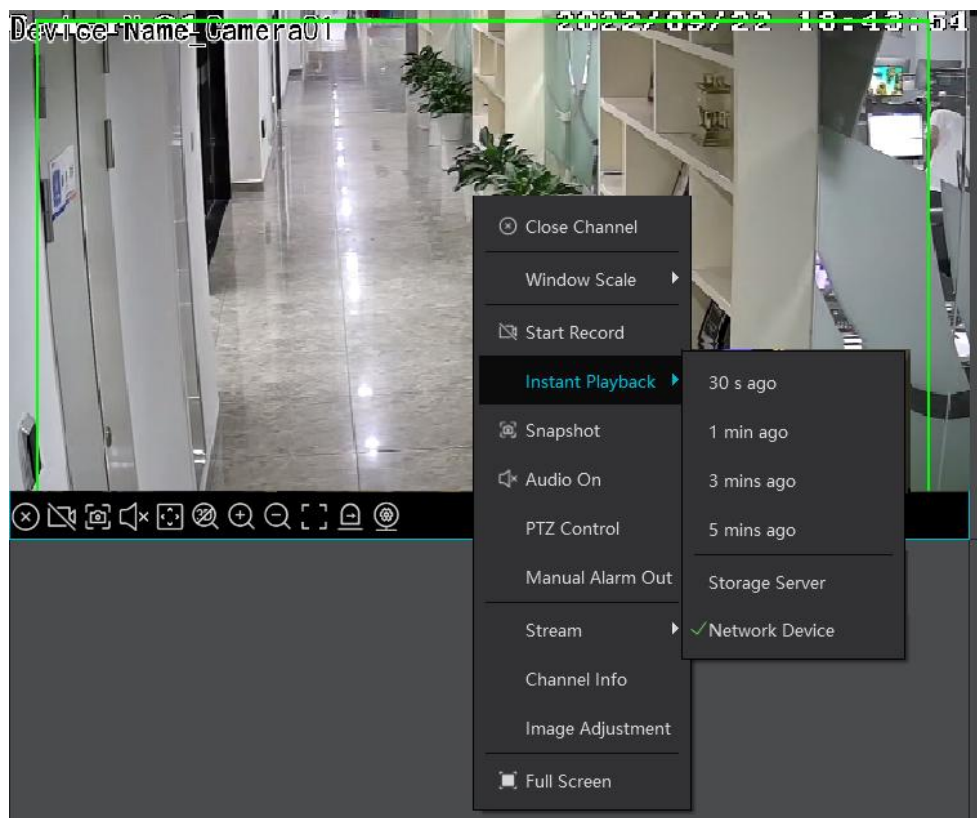 Device Name_Camera01
Close Channel
Window Scale
Start Record
Instant Playback
30 s ago
Snapshot
1 min ago
Audio On
3 mins ago
PTZ Control
5 mins ago
Manual Alarm Out
Storage Server
Stream
Network Device
Channel Info
Image Adjustment
Full Screen
3D